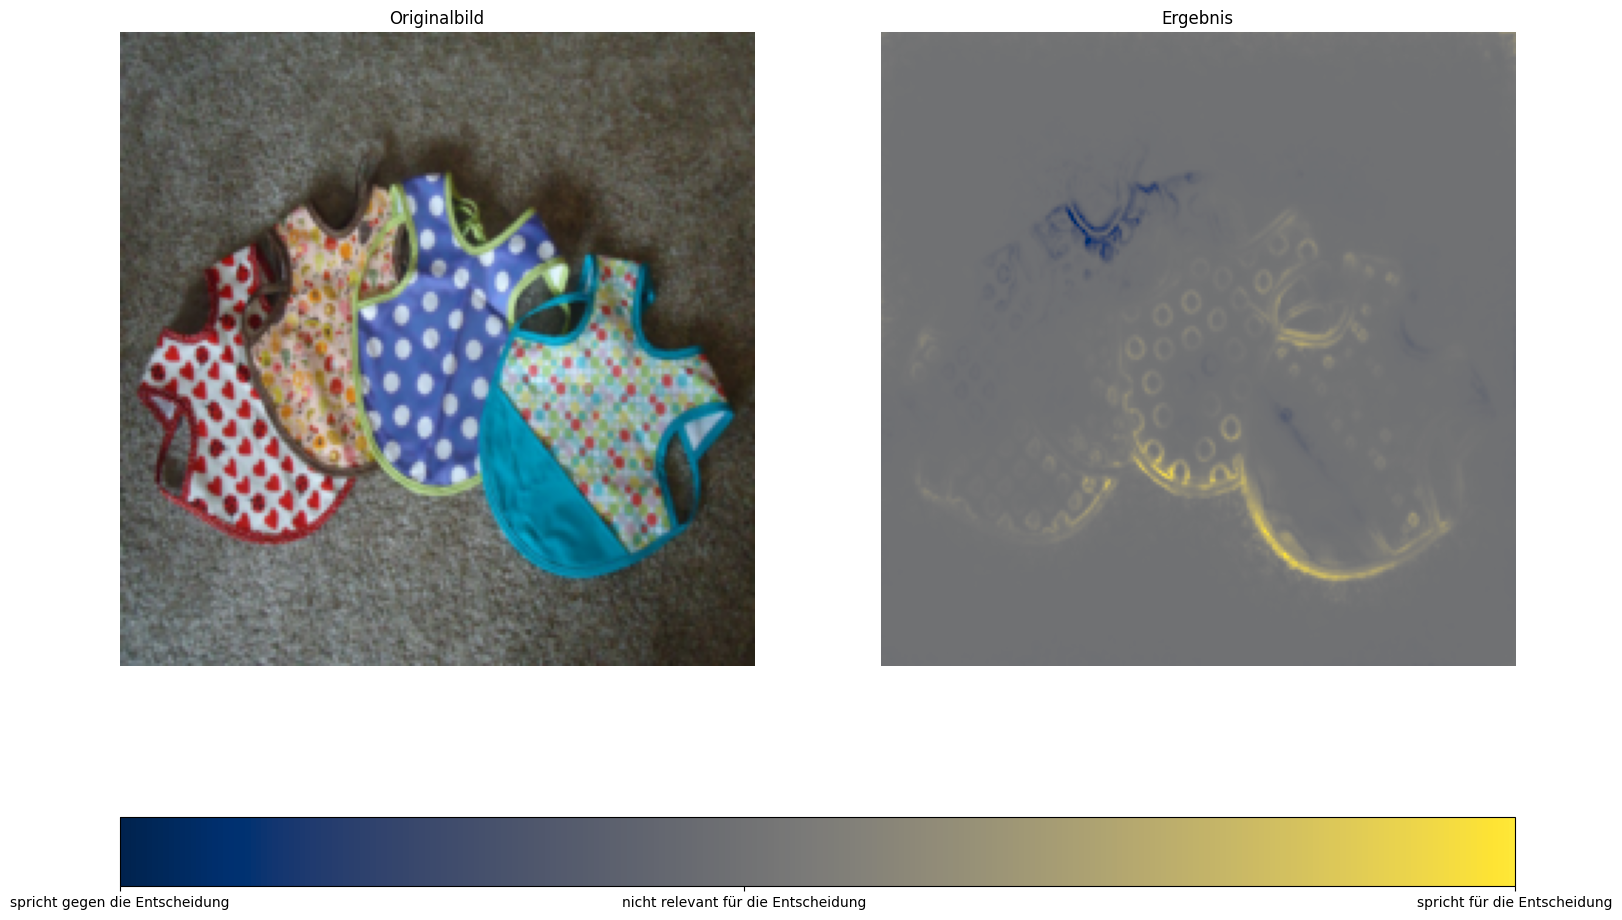 Originalbild
Ergebnis
spricht gegen die Entscheidung
nicht relevant für die Entscheidung
spricht für die Entscheidung